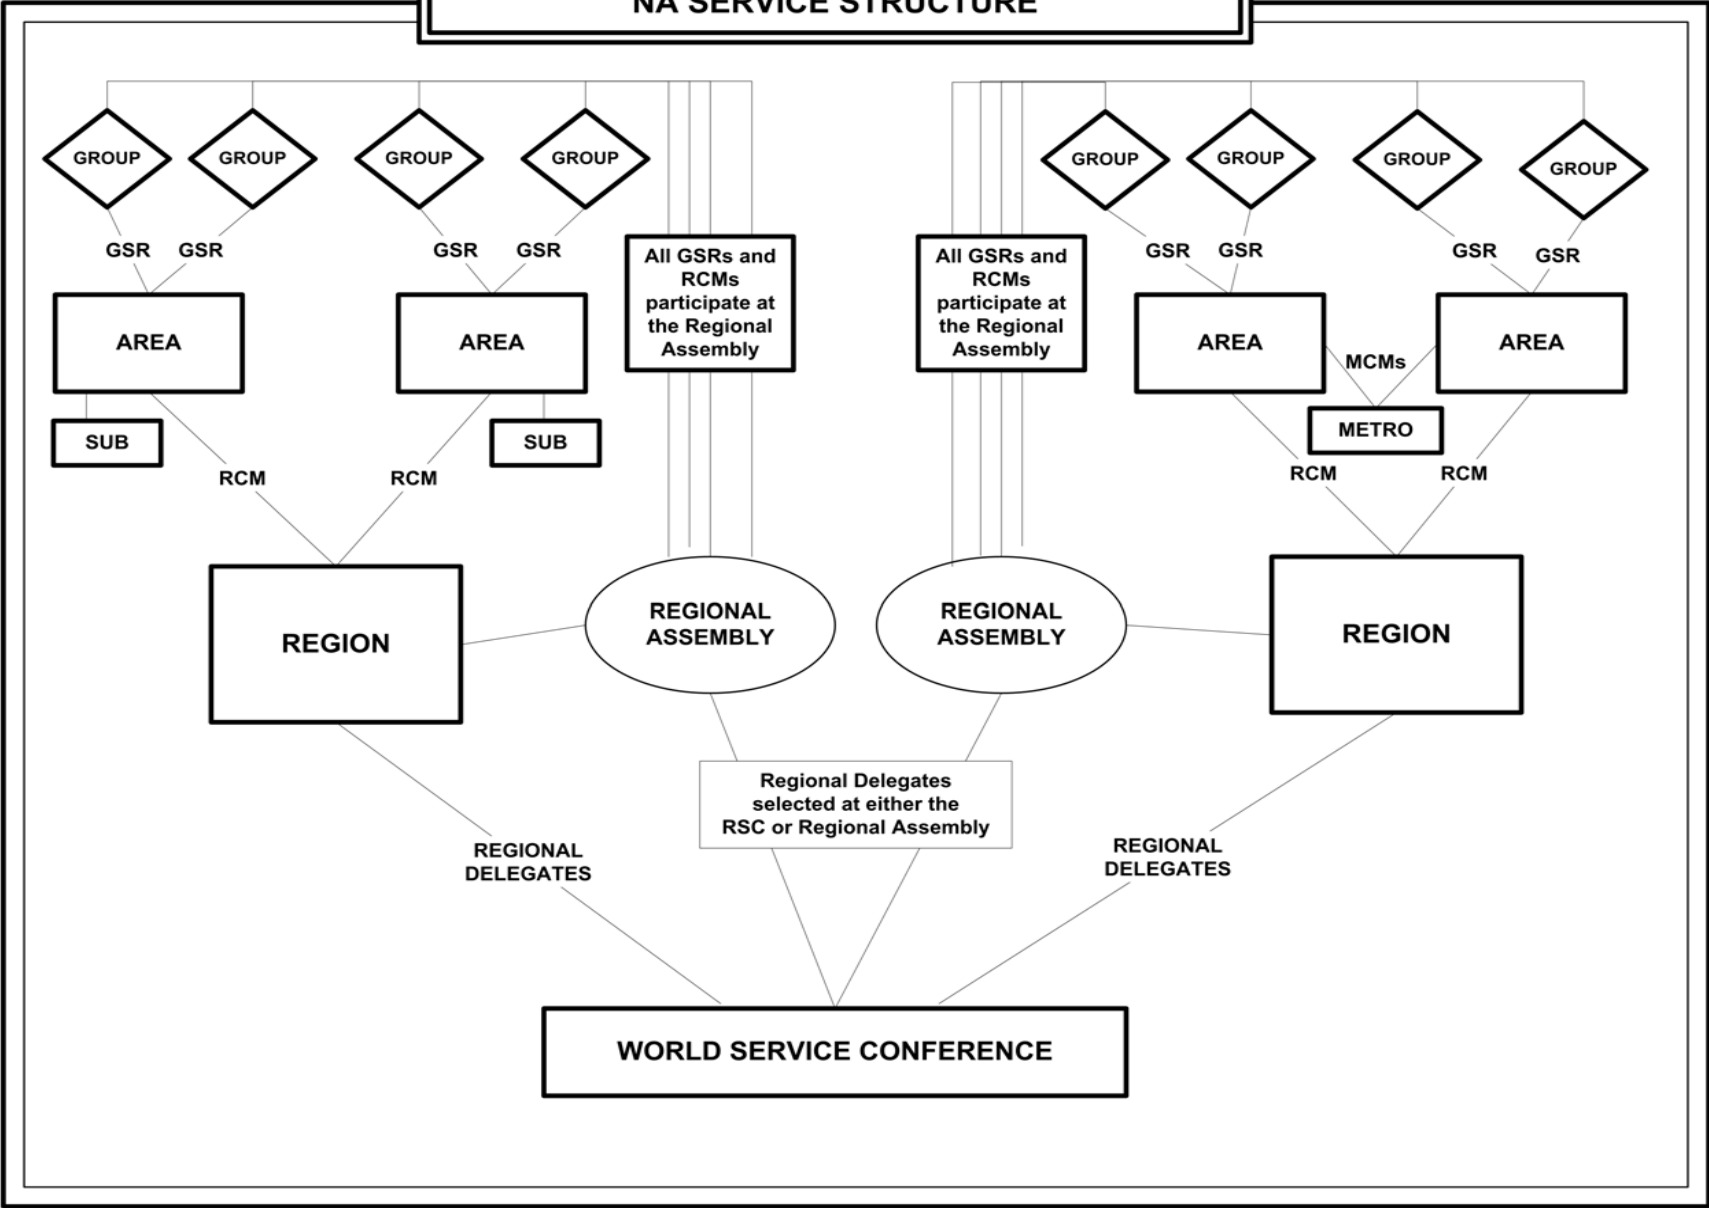 NA SERVICE STRUCTURE
GROUP
GROUP
GROUP
GROUP
GROUP
GROUP
GROUP
GROUP
GSR
GSR
GSR
GSR
GSR
GSR
GSR
GSR
All GSRs and
RCMs
participate at
the Regional
Assembly
All GSRs and
RCMs
participate at
the Regional
Assembly
AREA
AREA
AREA
AREA
MCMs
SUB
SUB
METRO
RCM
RCM
RCM
RCM
REGION
REGIONAL
ASSEMBLY
REGIONAL
ASSEMBLY
REGION
Regional Delegates
selected at either the
RSC or Regional Assembly
REGIONAL
DELEGATES
REGIONAL
DELEGATES
WORLD SERVICE CONFERENCE